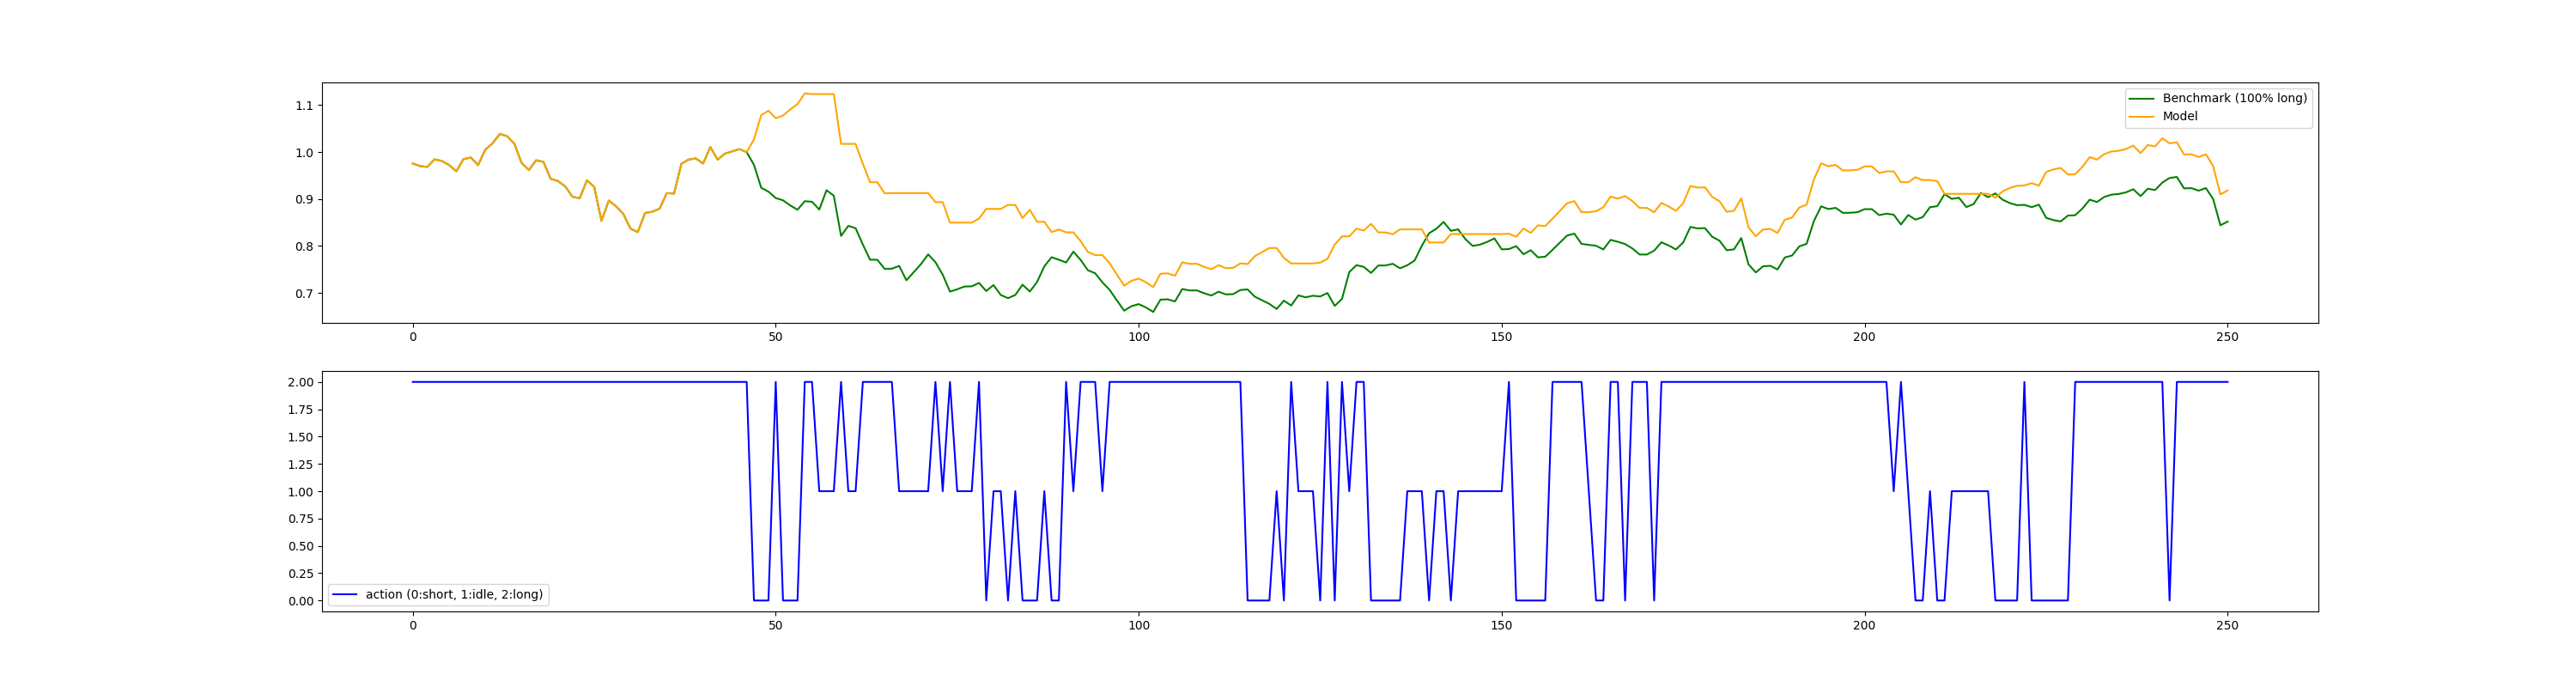 1.1
1.0
0.9
0.8
0.7
Benchmark (100% long)
Model
0 50 100 150 200 250
2.00
1.75
1.50
1.25
1.00
0.75
0.50
0.25
0.00
action (0:short, 1:idle, 2:long)
0 50 100 150 200 250